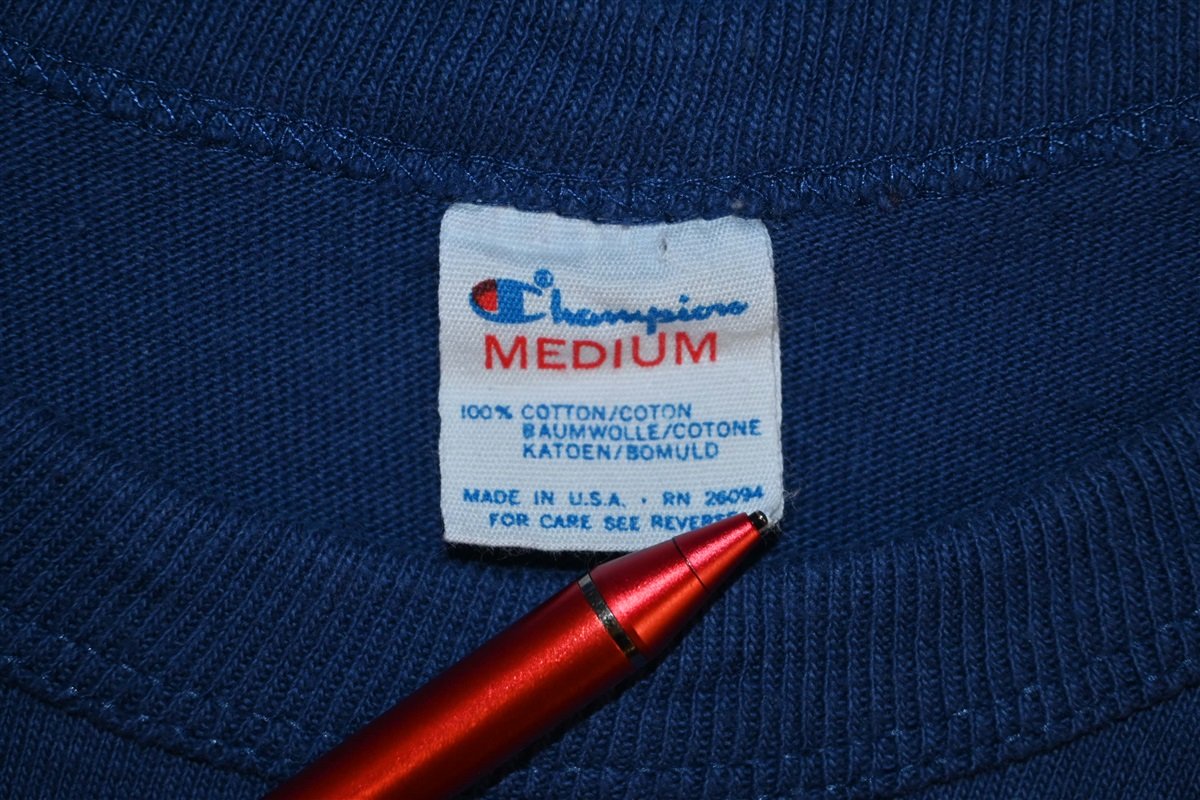 Champion®
MEDIUM
100% COTTON/COTON
BAUMWOLLE/COTONE
KATOEN/BOMULD
MADE IN U.S.A. · RN 26094
FOR CARE SEE REVERSE